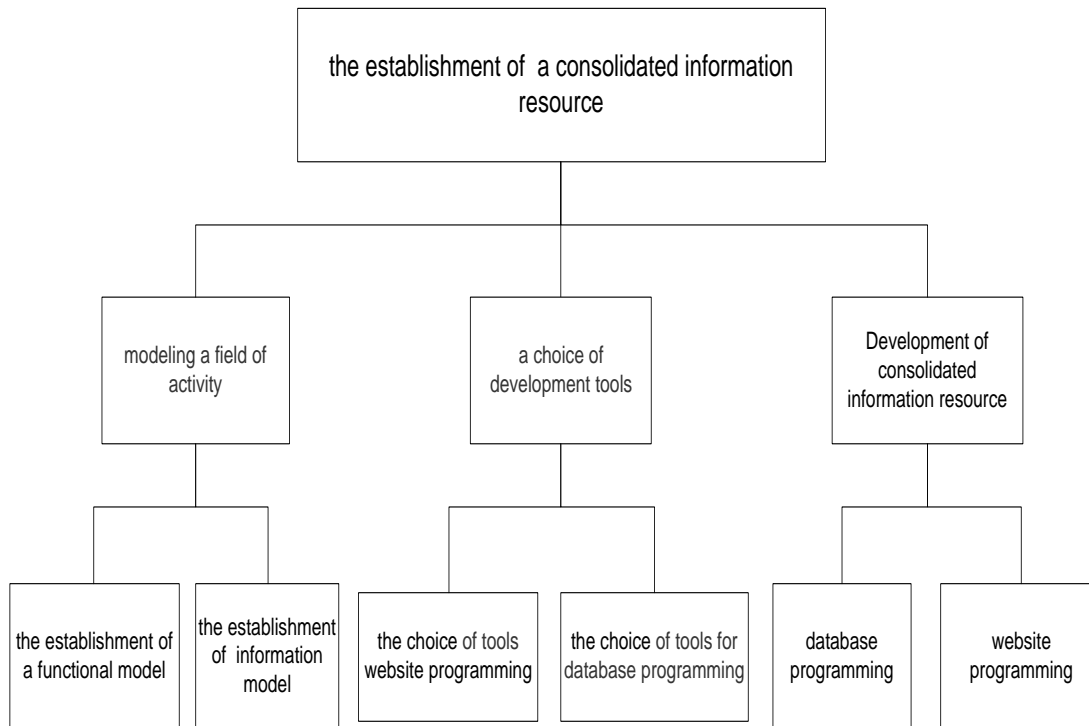 the establishment of a consolidated information
resource
modeling a field of
activity
a choice of
development tools
Development of
consolidated
information resource
the establishment of
a functional model
the establishment
of information
model
the choice of tools
website programming
the choice of tools for
database programming
database
programming
website
programming